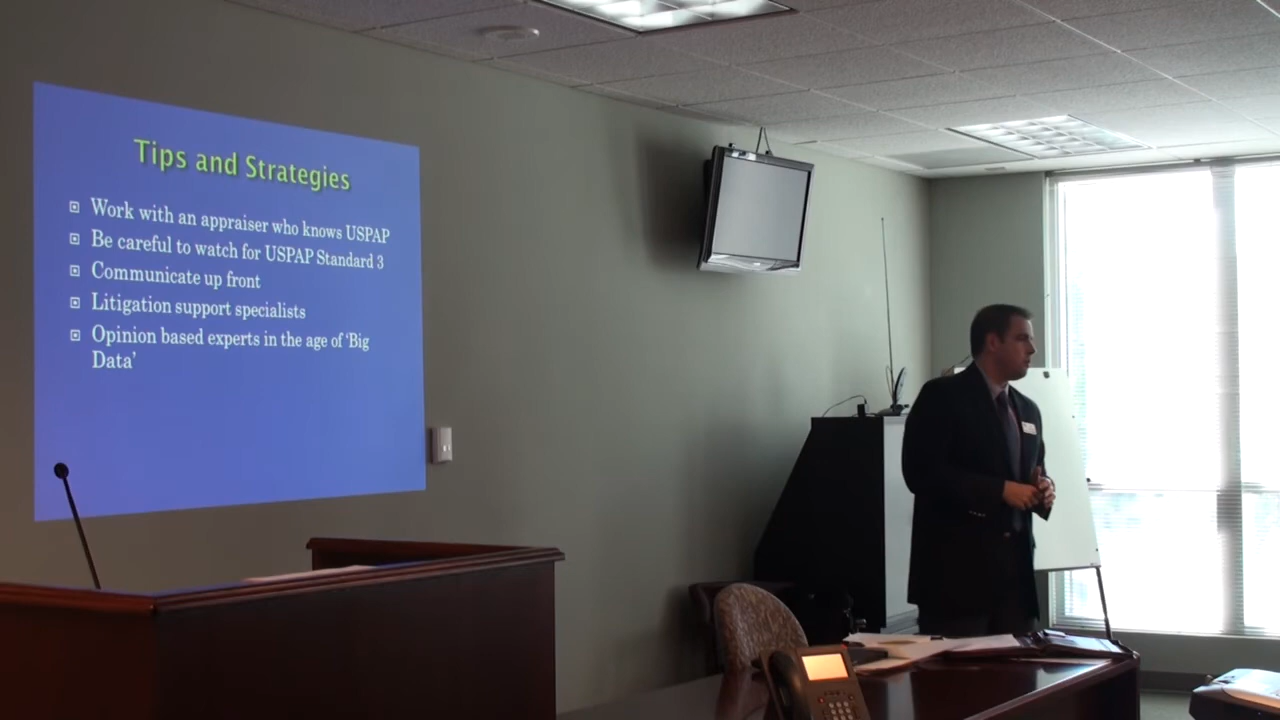 Tips and Strategies
Work with an appraiser who knows USPAP
Be careful to watch for USPAP Standard 3
Communicate up front
Litigation support specialists
Opinion based experts in the age of ‘Big
Data’